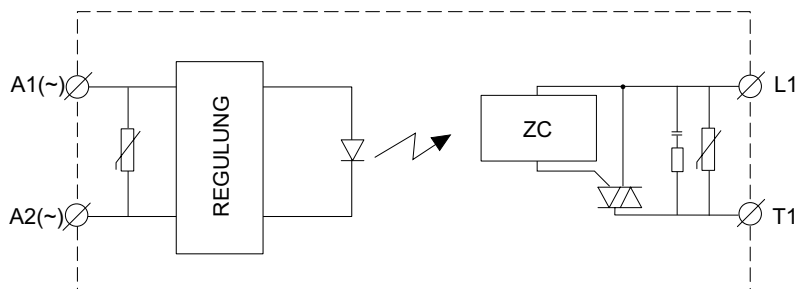 A1(~)
A2(~)
REGULUNG
ZC
L1
T1